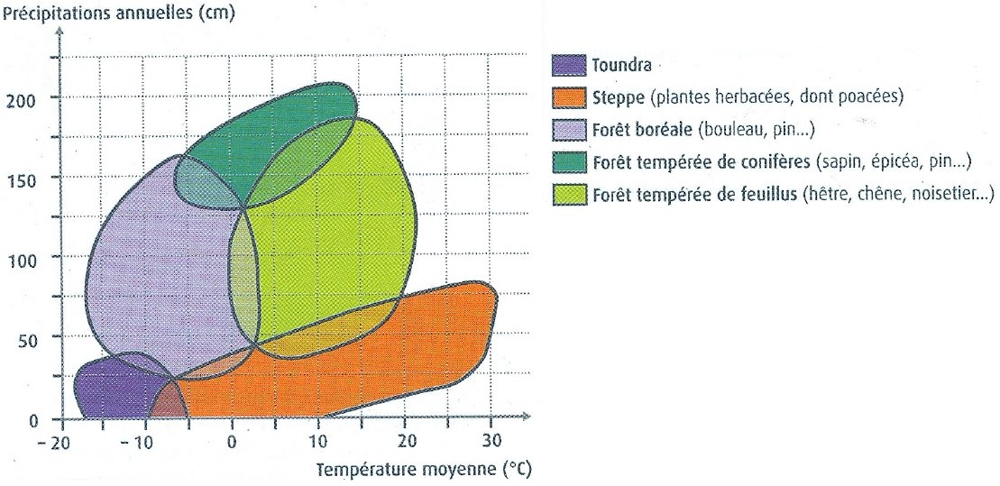 Précipitations annuelles (cm)
200
150
100
50
0
-20
-10
0
10
20
30
Température moyenne (°C)
Toundra
Steppe (plantes herbacées, dont poacées)
Forêt boréale (bouleau, pin...)
Forêt tempérée de conifères (sapin, épicéa, pin...)
Forêt tempérée de feuillus (hêtre, chêne, noisetier...)